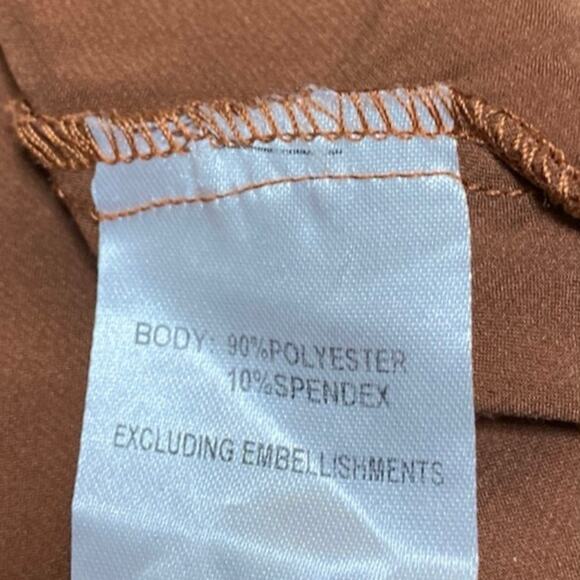 BODY: 90%POLYESTER
10%SPENDEX
EXCLUDING EMBELLISHMENTS